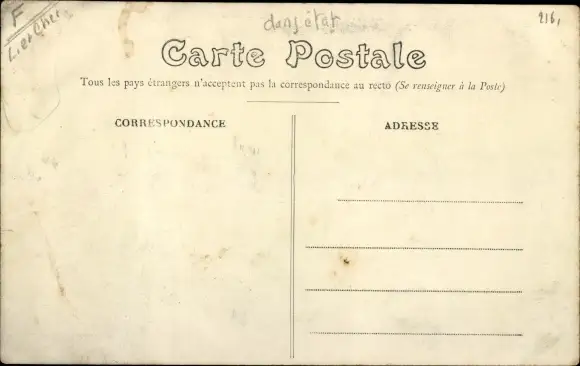 F
L. et Cher
dans état
216,
Carte Postale
Tous les pays étrangers n'acceptent pas la correspondance au recto (Se renseigner à la Poste)
CORRESPONDANCE
ADRESSE